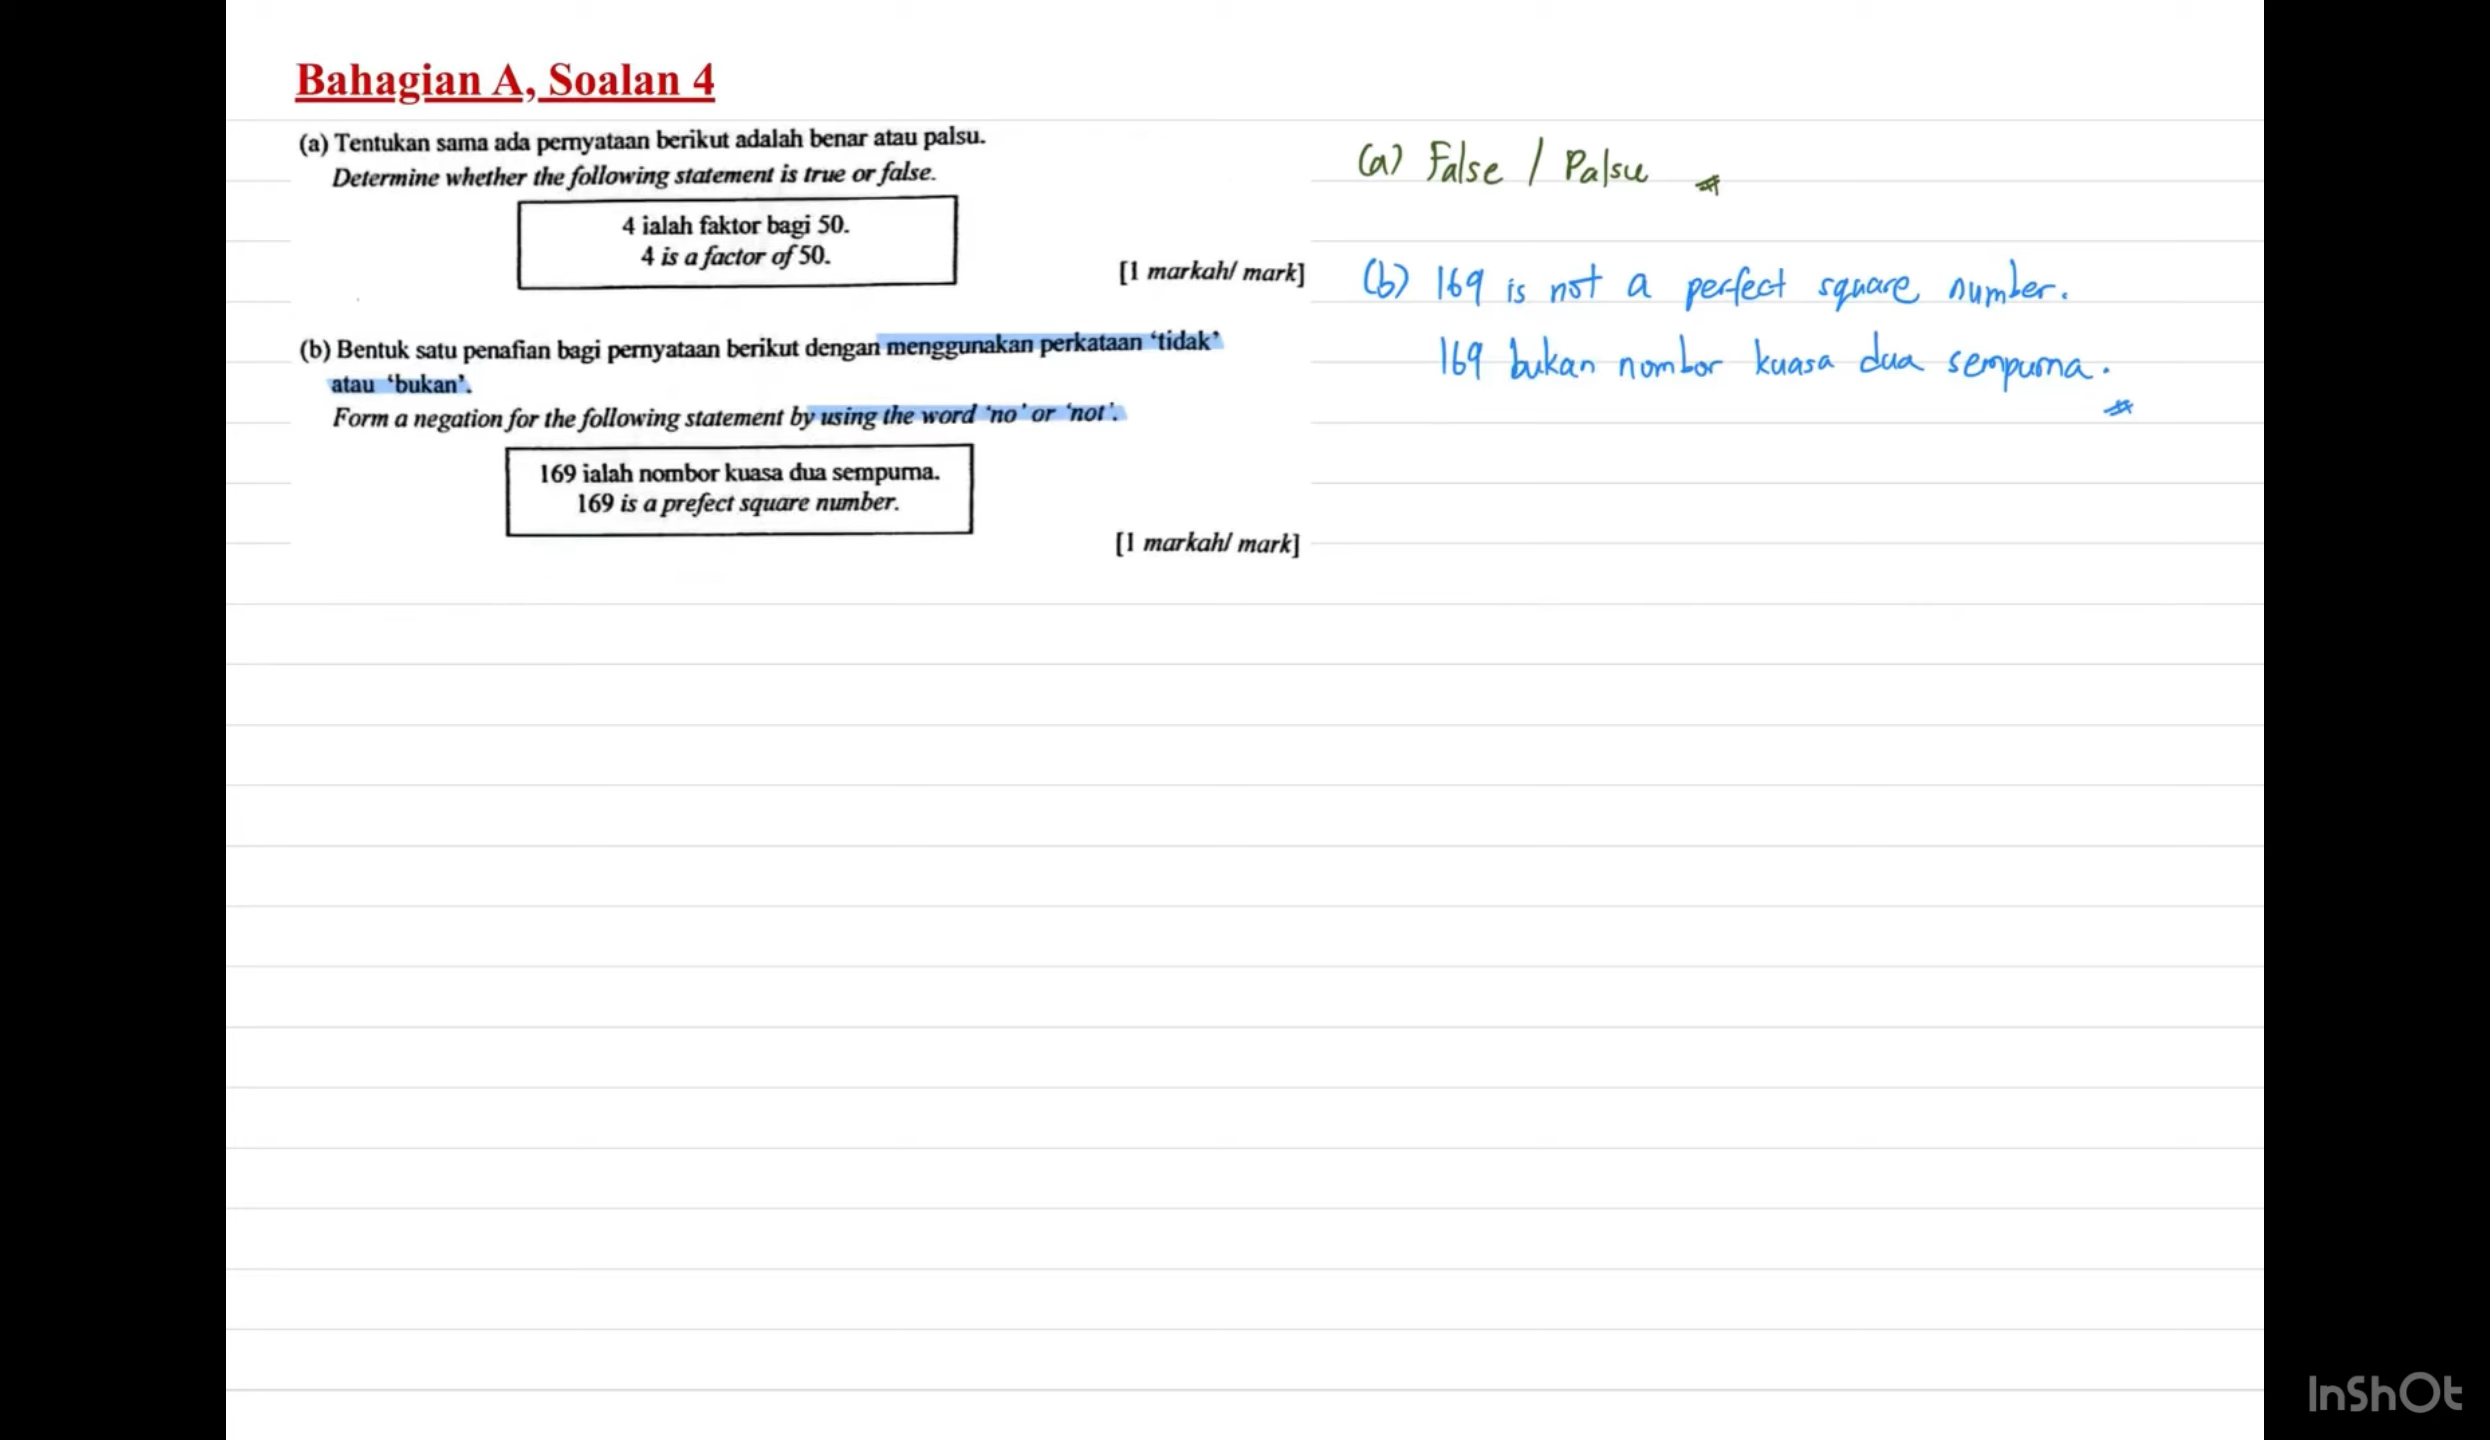 Bahagian A, Soalan 4
(a) Tentukan sama ada pernyataan berikut adalah benar atau palsu.
Determine whether the following statement is true or false.
4 ialah faktor bagi 50.
4 is a factor of 50.
[1 markah/ mark]
(b) Bentuk satu penafian bagi pernyataan berikut dengan menggunakan perkataan ‘tidak’
atau ‘bukan’.
Form a negation for the following statement by using the word ‘no’ or ‘not’.
169 ialah nombor kuasa dua sempurna.
169 is a prefect square number.
[1 markah/ mark]
(a) False / Palsu #
(b) 169 is not a perfect square number.
169 bukan nombor kuasa dua sempurna.
#
InShOt